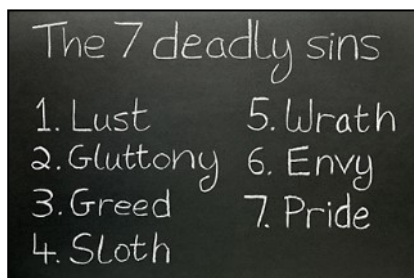 The 7 deadly sins
1. Lust
2. Gluttony
3. Greed
4. Sloth
5. Wrath
6. Envy
7. Pride